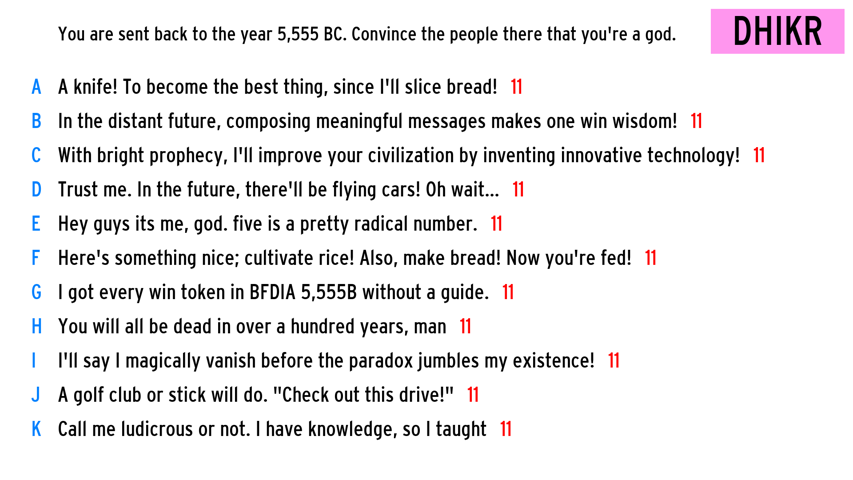 You are sent back to the year 5,555 BC. Convince the people there that you're a god.
DHIKR
A A knife! To become the best thing, since I'll slice bread! 11
B In the distant future, composing meaningful messages makes one win wisdom! 11
C With bright prophecy, I'll improve your civilization by inventing innovative technology! 11
D Trust me. In the future, there'll be flying cars! Oh wait... 11
E Hey guys its me, god. five is a pretty radical number. 11
F Here's something nice; cultivate rice! Also, make bread! Now you're fed! 11
G I got every win token in BFDIA 5,555B without a guide. 11
H You will all be dead in over a hundred years, man 11
I I'll say I magically vanish before the paradox jumbles my existence! 11
J A golf club or stick will do. "Check out this drive!" 11
K Call me ludicrous or not. I have knowledge, so I taught 11